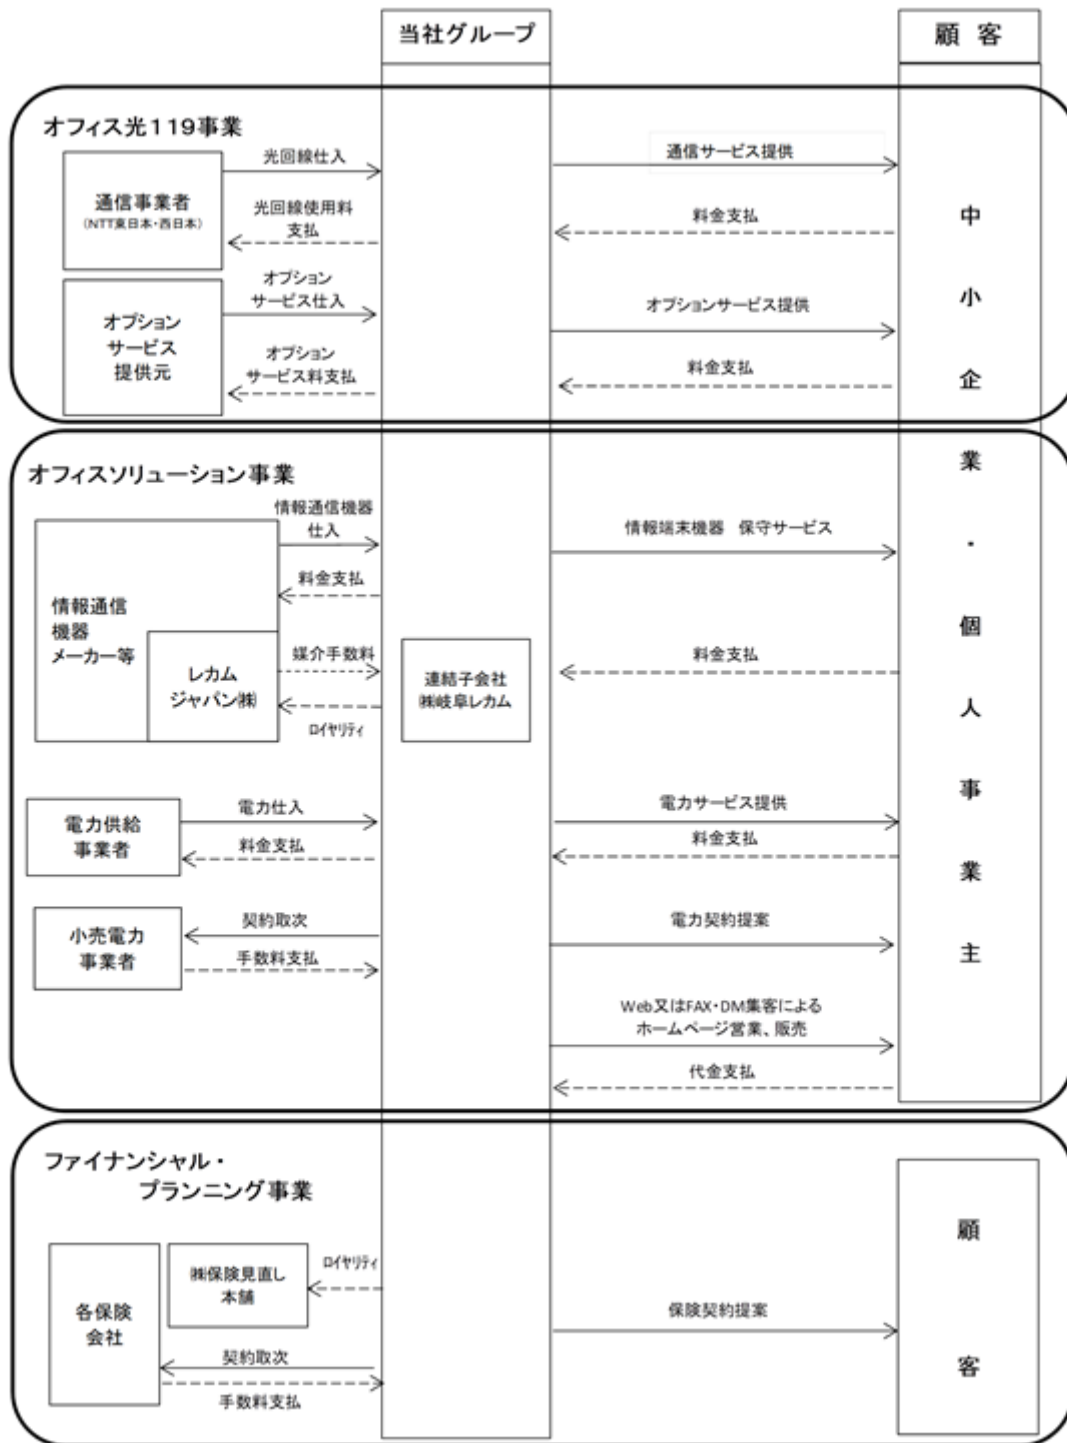 当社グループ
顧 客
オフィス光119事業
通信事業者
(NTT東日本・西日本)
光回線仕入
光回線使用料
支払
通信サービス提供
料金支払
オプション
サービス
提供元
オプション
サービス仕入
オプション
サービス料支払
オプションサービス提供
料金支払
中小企業・個人事業主
オフィスソリューション事業
情報通信
機器
メーカー等
レカム
ジャパン㈱
情報通信機器
仕入
料金支払
媒介手数料
ロイヤリティ
連結子会社
㈱岐阜レカム
情報端末機器 保守サービス
料金支払
電力供給
事業者
電力仕入
料金支払
電力サービス提供
料金支払
小売電力
事業者
契約取次
手数料支払
電力契約提案
Web又はFAX・DM集客による
ホームページ営業、販売
代金支払
ファイナンシャル・
プランニング事業
各保険
会社
㈱保険見直し
本舗
ロイヤリティ
契約取次
手数料支払
保険契約提案
顧客